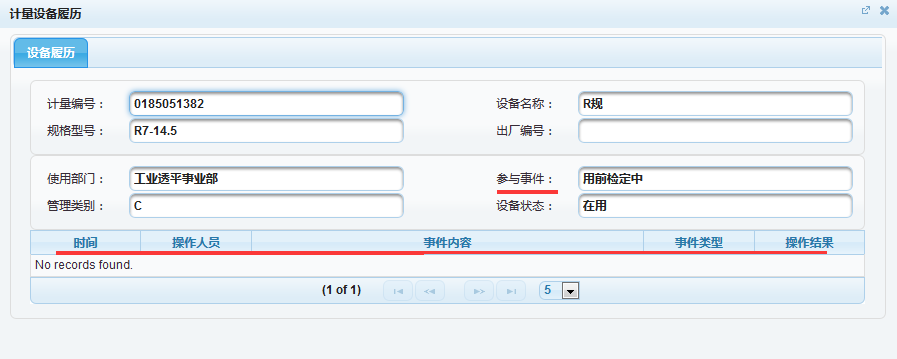 计量设备履历
设备履历
计量编号： 0185051382 设备名称： R规
规格型号： R7-14.5 出厂编号：
使用部门： 工业透平事业部 参与事件： 用前检定中
管理类别： C 设备状态： 在用
时间 操作人员 事件内容 事件类型 操作结果
No records found.
(1 of 1) 5